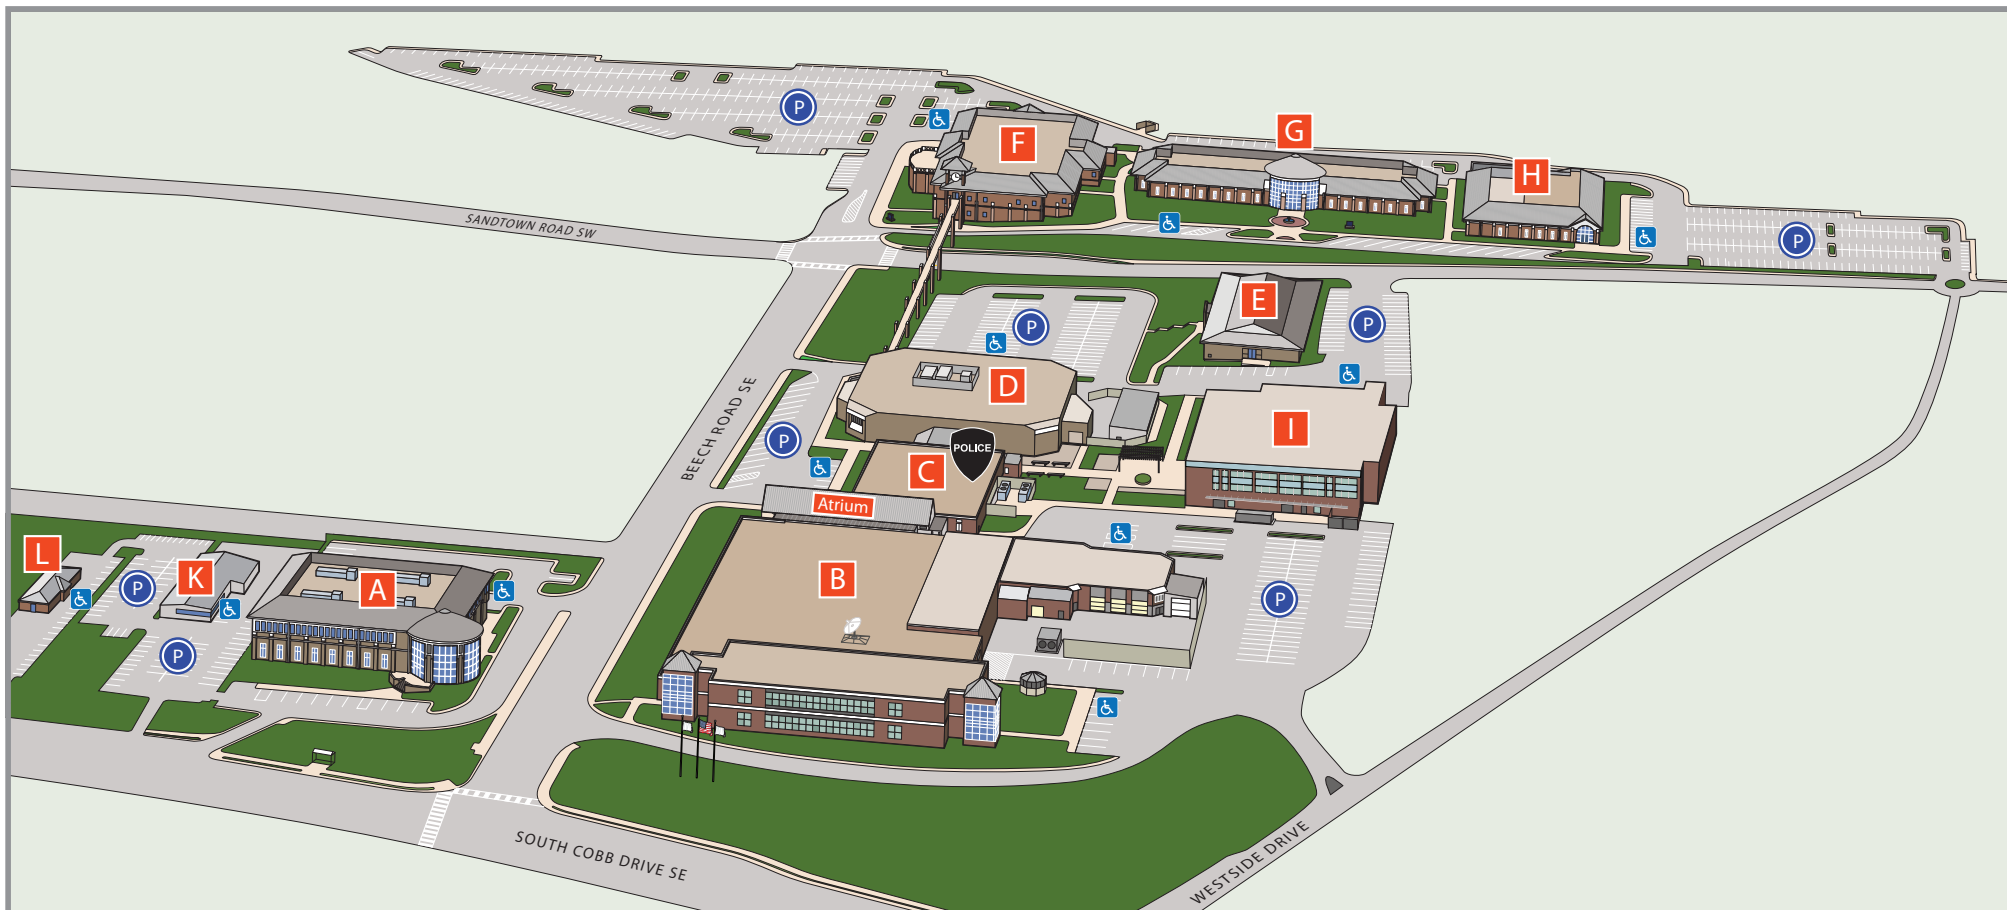 P
F
G
H
SANDTOWN ROAD SW
P
E
P
P
D
BEECH ROAD SE
P
I
POLICE
C
Atrium
L
P
K
A
B
P
P
SOUTH COBB DRIVE SE
WESTSIDE DRIVE